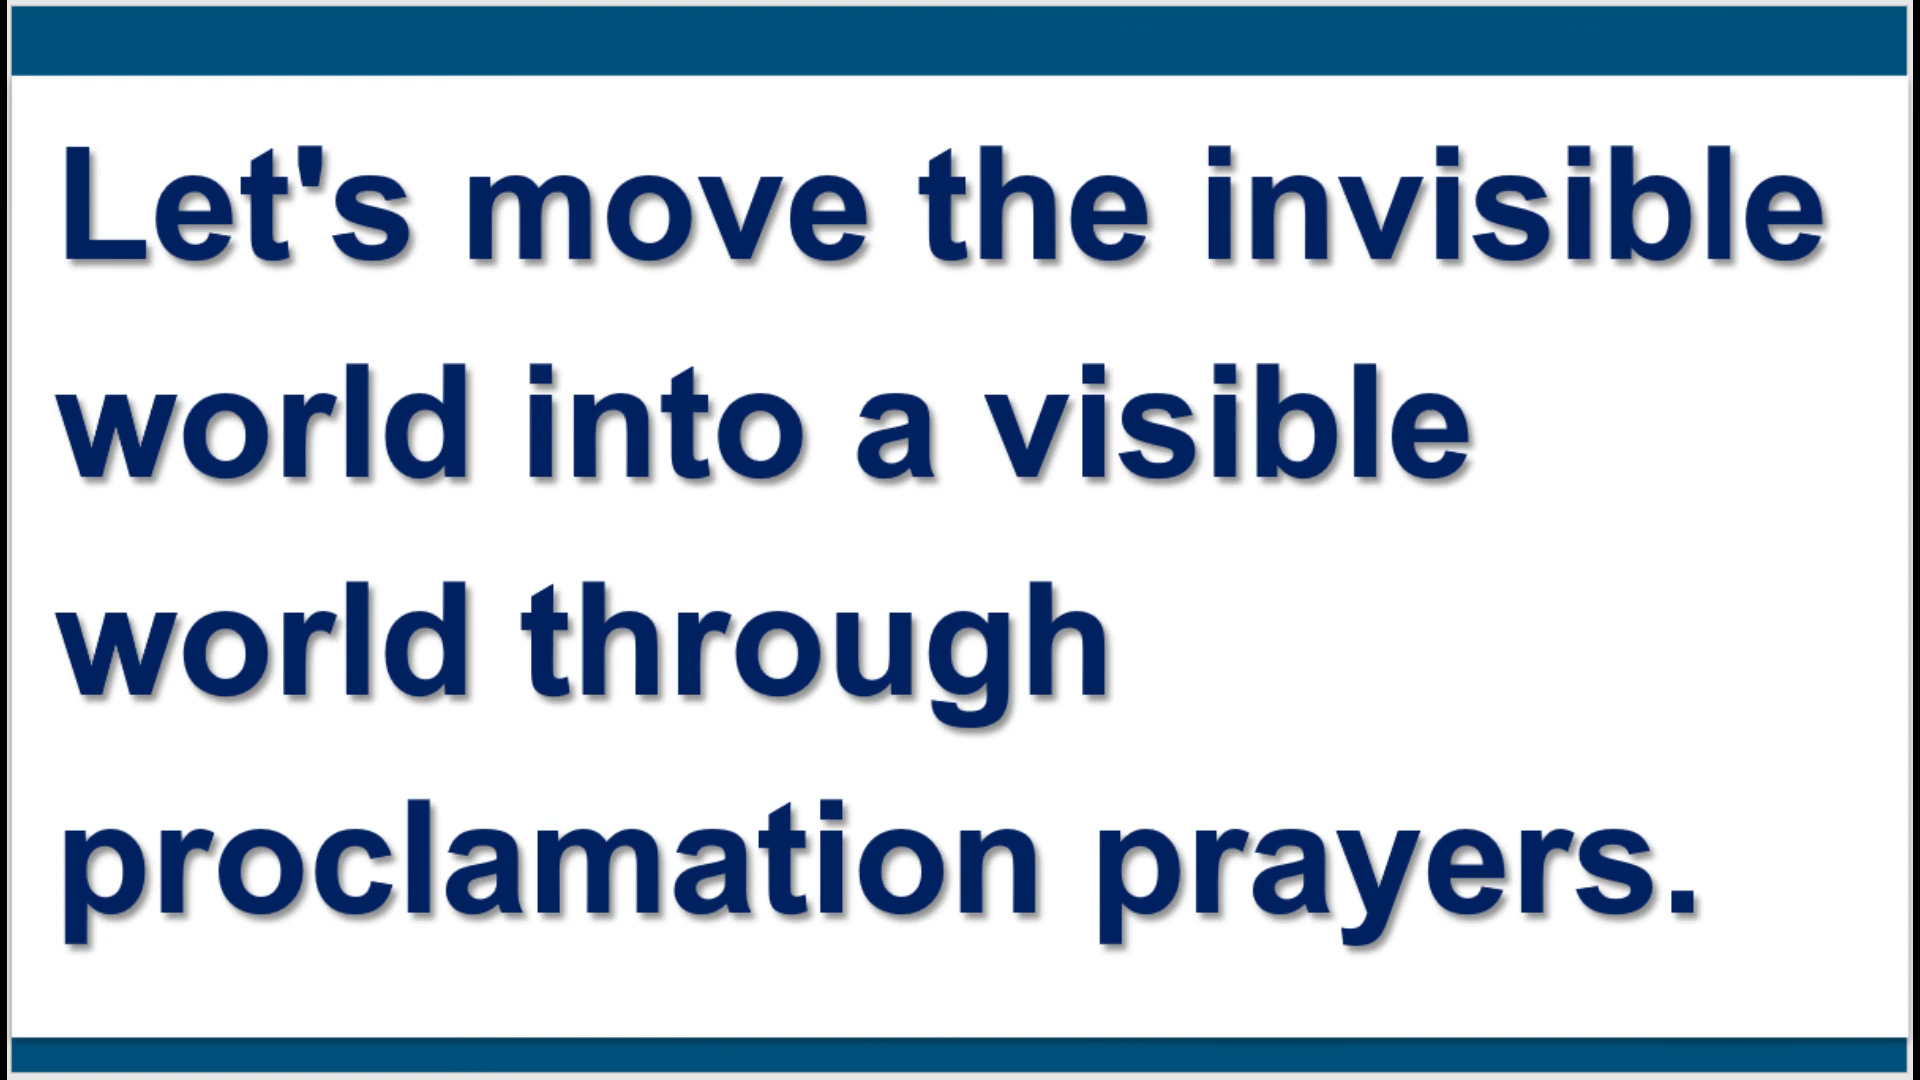 Let's move the invisible
world into a visible
world through
proclamation prayers.